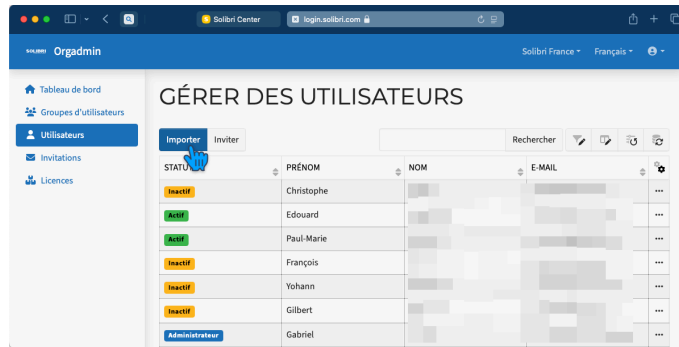 Solibri Center
login.solibri.com
SOLIBRI Orgadmin
Solibri France
Français
Tableau de bord
Groupes d'utilisateurs
Utilisateurs
Invitations
Licences
GÉRER DES UTILISATEURS
Importer
Inviter
Rechercher
STATUT PRÉNOM NOM E-MAIL
Inactif Christophe
Actif Edouard
Actif Paul-Marie
Inactif François
Inactif Yohann
Inactif Gilbert
Administrateur Gabriel